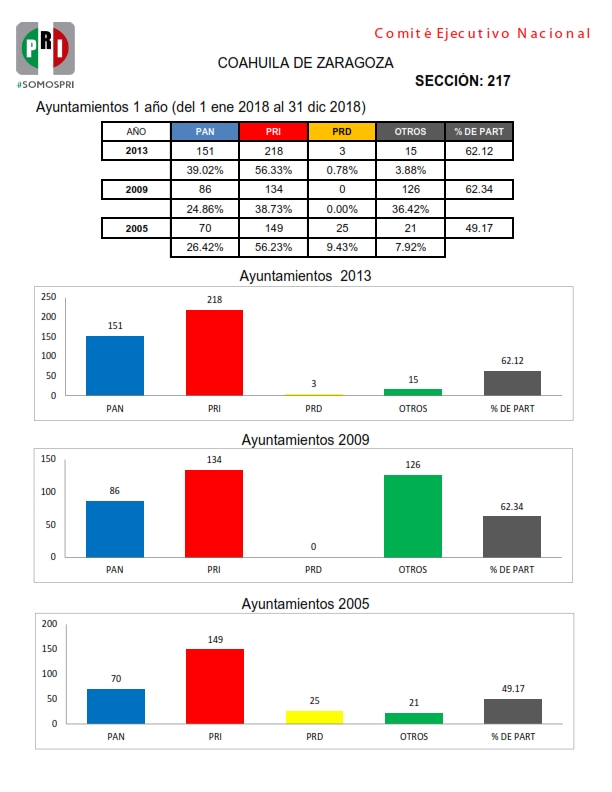 PRI
#SOMOSPRI
Comité Ejecutivo Nacional
COAHUILA DE ZARAGOZA
SECCIÓN: 217
Ayuntamientos 1 año (del 1 ene 2018 al 31 dic 2018)
AÑO PAN PRI PRD OTROS % DE PART
2013 151 218 3 15 62.12
39.02% 56.33% 0.78% 3.88%
2009 86 134 0 126 62.34
24.86% 38.73% 0.00% 36.42%
2005 70 149 25 21 49.17
26.42% 56.23% 9.43% 7.92%
Ayuntamientos 2013
250
200
150
100
50
0
151 218 3 15 62.12
PAN PRI PRD OTROS % DE PART
Ayuntamientos 2009
150
100
50
0
86 134 0 126 62.34
PAN PRI PRD OTROS % DE PART
Ayuntamientos 2005
200
150
100
50
0
70 149 25 21 49.17
PAN PRI PRD OTROS % DE PART